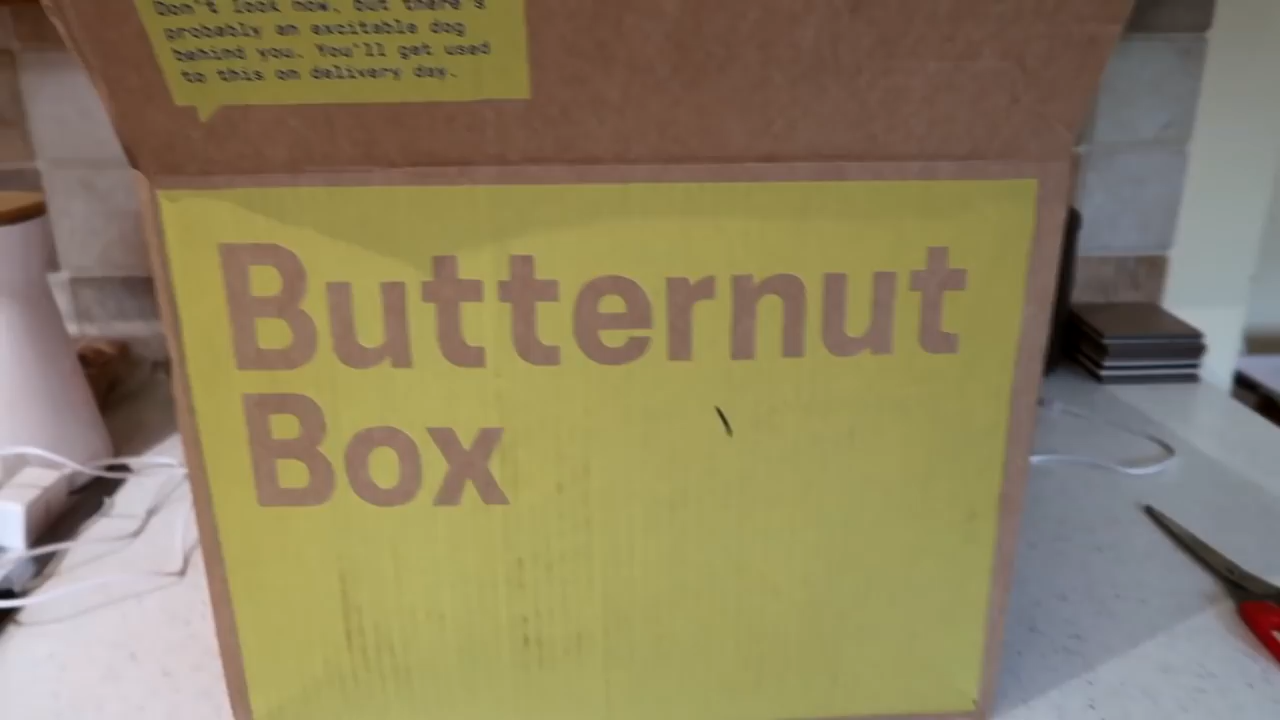 Don't look now, but there's
probably an excitable dog
behind you. You'll get used
to this on delivery day.
Butternut
Box